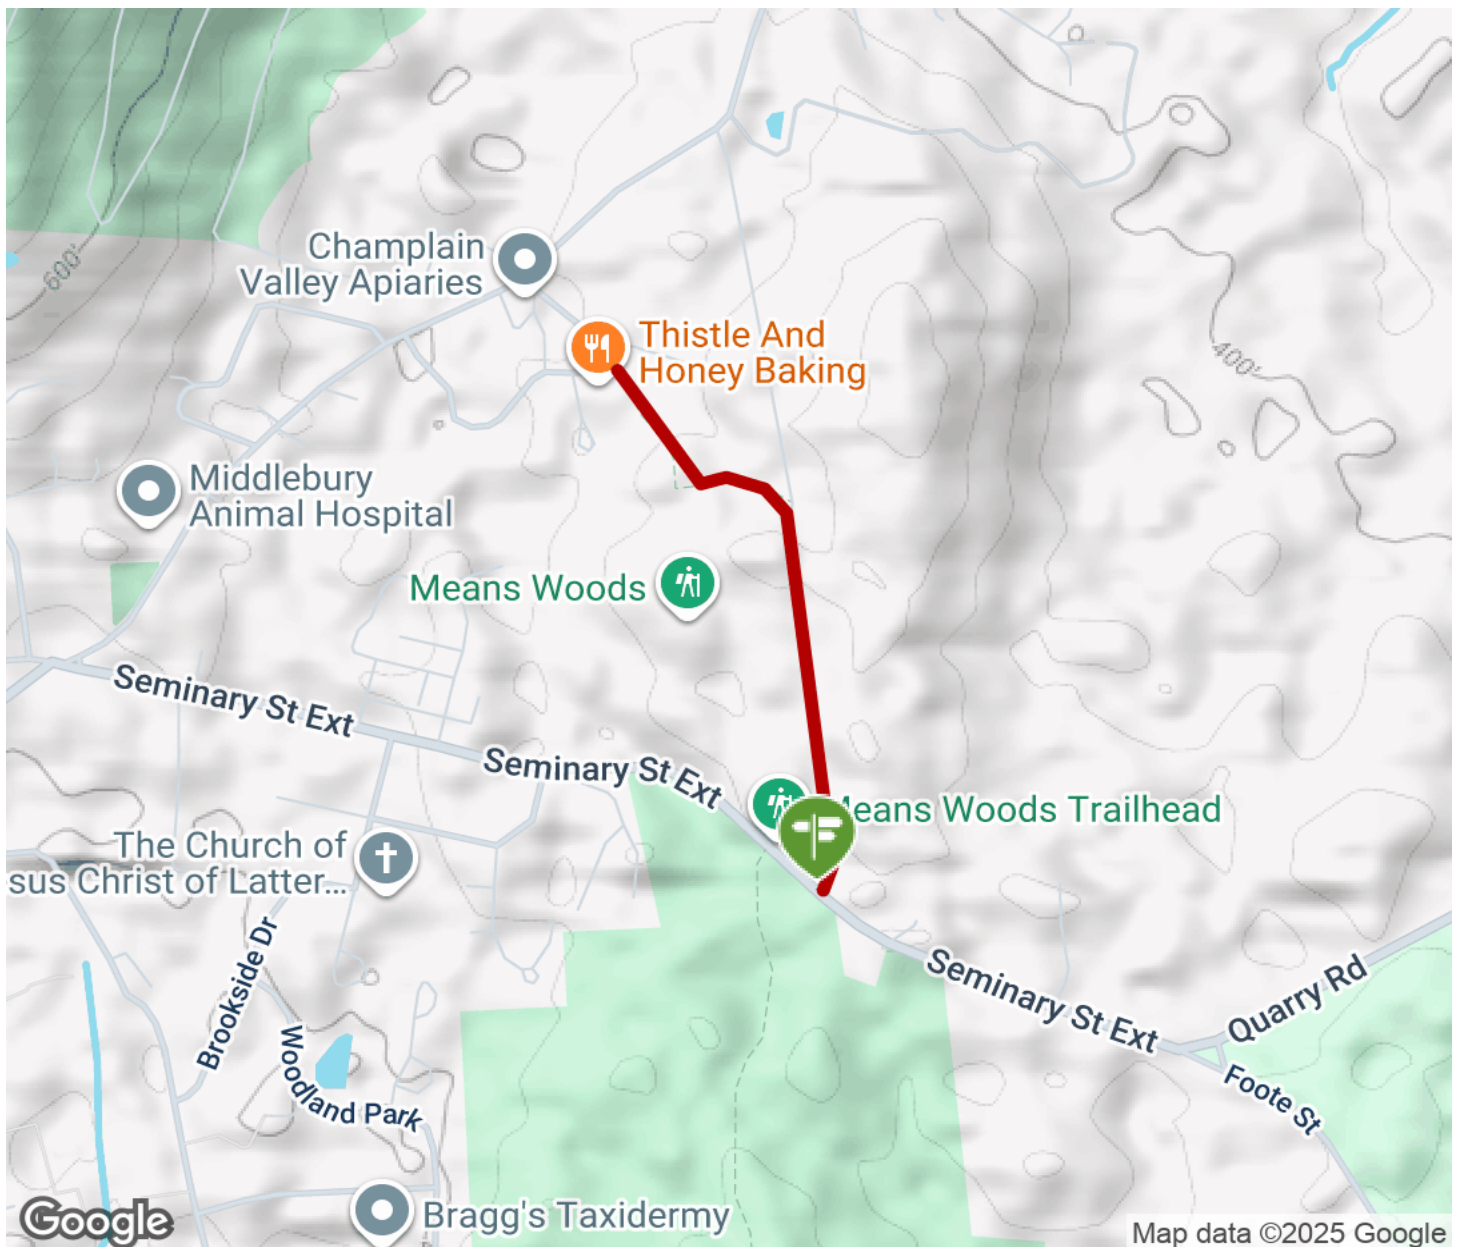 Champlain
Valley Apiaries
600'
Thistle And
Honey Baking
400'
Middlebury
Animal Hospital
Means Woods
Seminary St Ext
Seminary St Ext
eans Woods Trailhead
The Church of
sus Christ of Latter...
Brookside Dr
Woodland Park
Seminary St Ext
Quarry Rd
Foote St
Bragg's Taxidermy
Google
Map data ©2025 Google